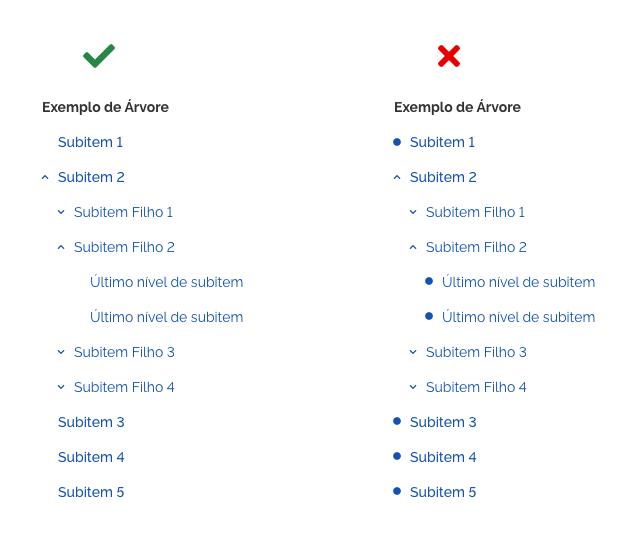 Exemplo de Árvore
Subitem 1
Subitem 2
Subitem Filho 1
Subitem Filho 2
Último nível de subitem
Último nível de subitem
Subitem Filho 3
Subitem Filho 4
Subitem 3
Subitem 4
Subitem 5
Exemplo de Árvore
Subitem 1
Subitem 2
Subitem Filho 1
Subitem Filho 2
Último nível de subitem
Último nível de subitem
Subitem Filho 3
Subitem Filho 4
Subitem 3
Subitem 4
Subitem 5